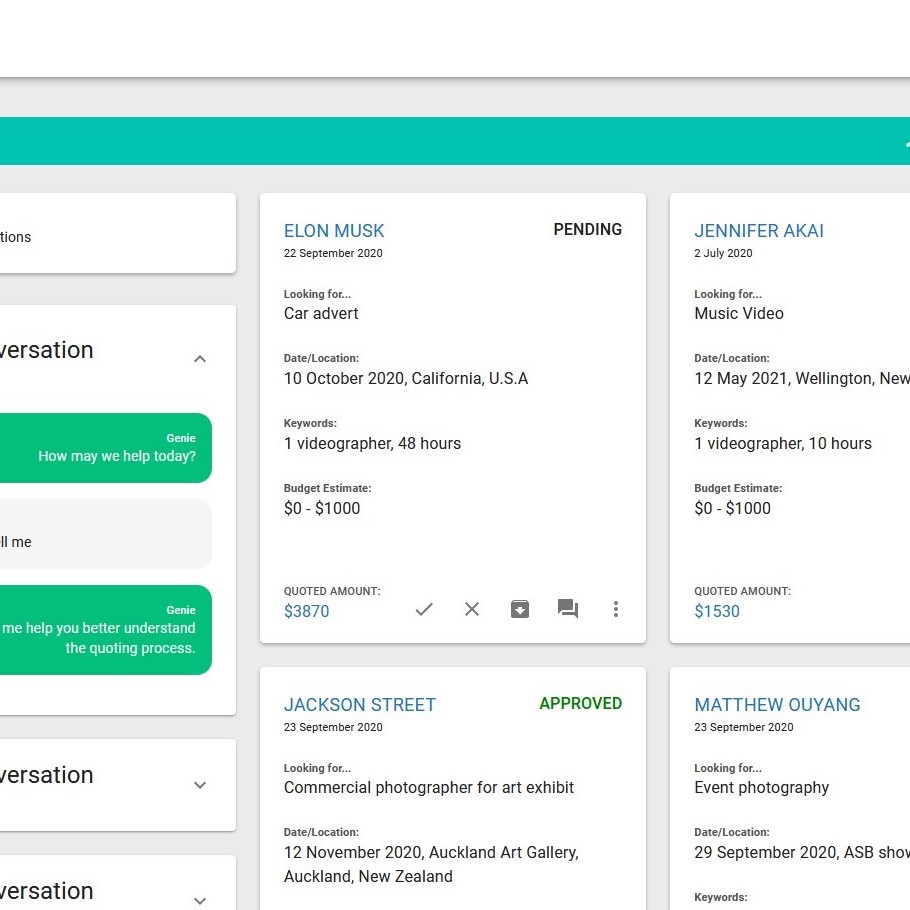 tions
versation
Genie
How may we help today?
ll me
Genie
me help you better understand
the quoting process.
versation
versation
ELON MUSK
PENDING
22 September 2020
Looking for...
Car advert
Date/Location:
10 October 2020, California, U.S.A
Keywords:
1 videographer, 48 hours
Budget Estimate:
$0 - $1000
QUOTED AMOUNT:
$3870
JENNIFER AKAI
2 July 2020
Looking for...
Music Video
Date/Location:
12 May 2021, Wellington, New
Keywords:
1 videographer, 10 hours
Budget Estimate:
$0 - $1000
QUOTED AMOUNT:
$1530
JACKSON STREET
APPROVED
23 September 2020
Looking for...
Commercial photographer for art exhibit
Date/Location:
12 November 2020, Auckland Art Gallery,
Auckland, New Zealand
MATTHEW OUYANG
23 September 2020
Looking for...
Event photography
Date/Location:
29 September 2020, ASB show
Keywords: